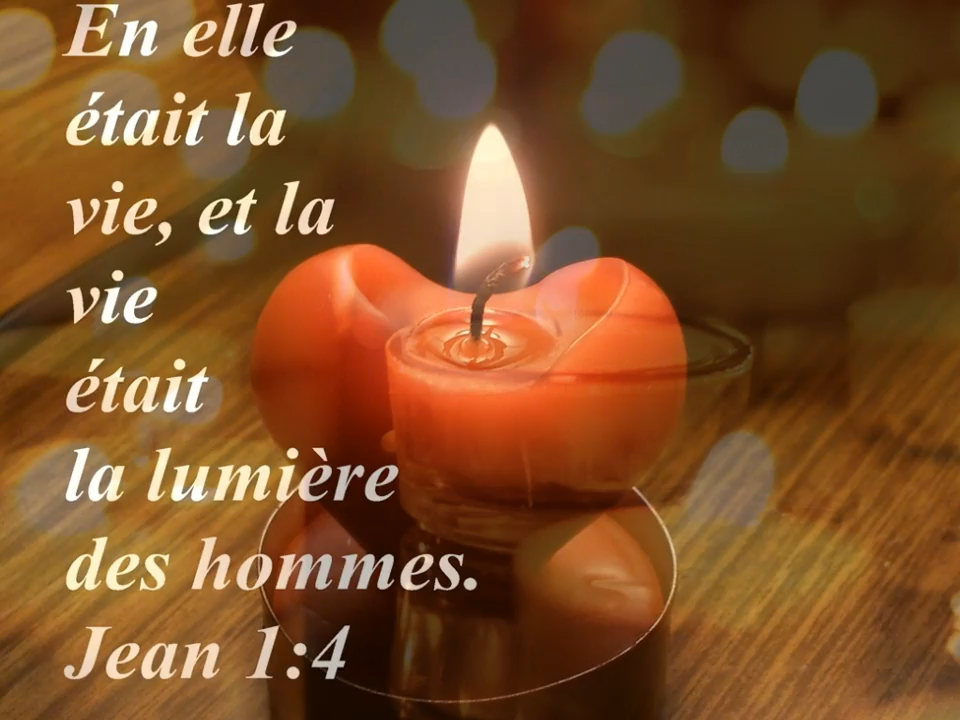 En elle
était la
vie, et la
vie
était
la lumière
des hommes.
Jean 1:4